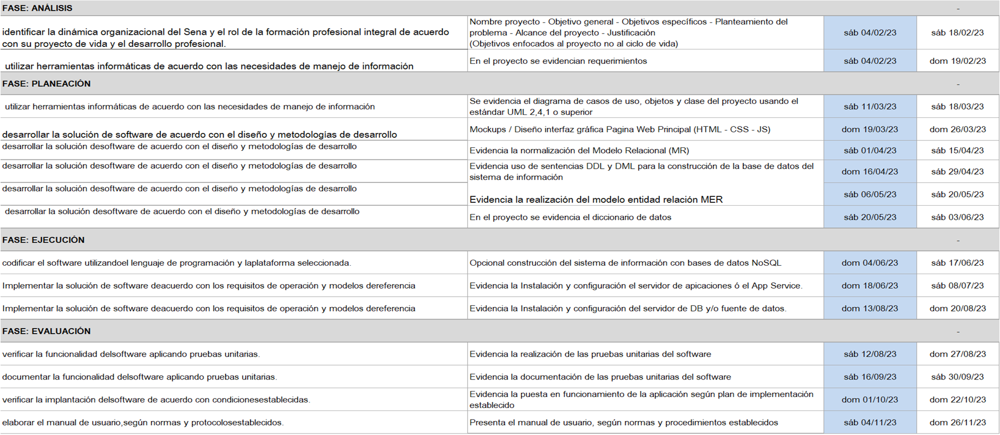 FASE: ANÁLISIS -
identificar la dinámica organizacional del Sena y el rol de la formación profesional integral de acuerdo
con su proyecto de vida y el desarrollo profesional.
Nombre proyecto - Objetivo general - Objetivos específicos - Planteamiento del
problema - Alcance del proyecto - Justificación
(Objetivos enfocados al proyecto no al ciclo de vida)
sáb 04/02/23 sáb 18/02/23
utilizar herramientas informáticas de acuerdo con las necesidades de manejo de información
En el proyecto se evidencian requerimientos
sáb 04/02/23 dom 19/02/23
FASE: PLANEACIÓN -
utilizar herramientas informáticas de acuerdo con las necesidades de manejo de información
Se evidencia el diagrama de casos de uso, objetos y clase del proyecto usando el
estándar UML 2,4,1 o superior
sáb 11/03/23 sáb 18/03/23
desarrollar la solución de software de acuerdo con el diseño y metodologías de desarrollo
Mockups / Diseño interfaz gráfica Pagina Web Principal (HTML - CSS - JS)
dom 19/03/23 dom 26/03/23
desarrollar la solución desoftware de acuerdo con el diseño y metodologías de desarrollo
Evidencia la normalización del Modelo Relacional (MR)
sáb 01/04/23 sáb 15/04/23
desarrollar la solución desoftware de acuerdo con el diseño y metodologías de desarrollo
Evidencia uso de sentencias DDL y DML para la construcción de la base de datos del
sistema de información
dom 16/04/23 sáb 29/04/23
desarrollar la solución desoftware de acuerdo con el diseño y metodologías de desarrollo
Evidencia la realización del modelo entidad relación MER
sáb 06/05/23 sáb 20/05/23
desarrollar la solución desoftware de acuerdo con el diseño y metodologías de desarrollo
En el proyecto se evidencia el diccionario de datos
sáb 20/05/23 sáb 03/06/23
FASE: EJECUCIÓN -
codificar el software utilizandoel lenguaje de programación y laplataforma seleccionada.
Opcional construcción del sistema de información con bases de datos NoSQL
dom 04/06/23 sáb 17/06/23
Implementar la solución de software deacuerdo con los requisitos de operación y modelos dereferencia
Evidencia la Instalación y configuración el servidor de apicaciones ó el App Service.
dom 18/06/23 sáb 08/07/23
Implementar la solución de software deacuerdo con los requisitos de operación y modelos dereferencia
Evidencia la Instalación y configuración del servidor de DB y/o fuente de datos.
dom 13/08/23 dom 20/08/23
FASE: EVALUACIÓN -
verificar la funcionalidad delsoftware aplicando pruebas unitarias.
Evidencia la realización de las pruebas unitarias del software
sáb 12/08/23 dom 27/08/23
documentar la funcionalidad delsoftware aplicando pruebas unitarias.
Evidencia la documentación de las pruebas unitarias del software
sáb 16/09/23 sáb 30/09/23
verificar la implantación delsoftware de acuerdo con condicionesestablecidas.
Evidencia la puesta en funcionamiento de la aplicación según plan de implementación
establecido
dom 01/10/23 dom 22/10/23
elaborar el manual de usuario,según normas y protocolosestablecidos.
Presenta el manual de usuario, según normas y procedimientos establecidos
sáb 04/11/23 dom 26/11/23